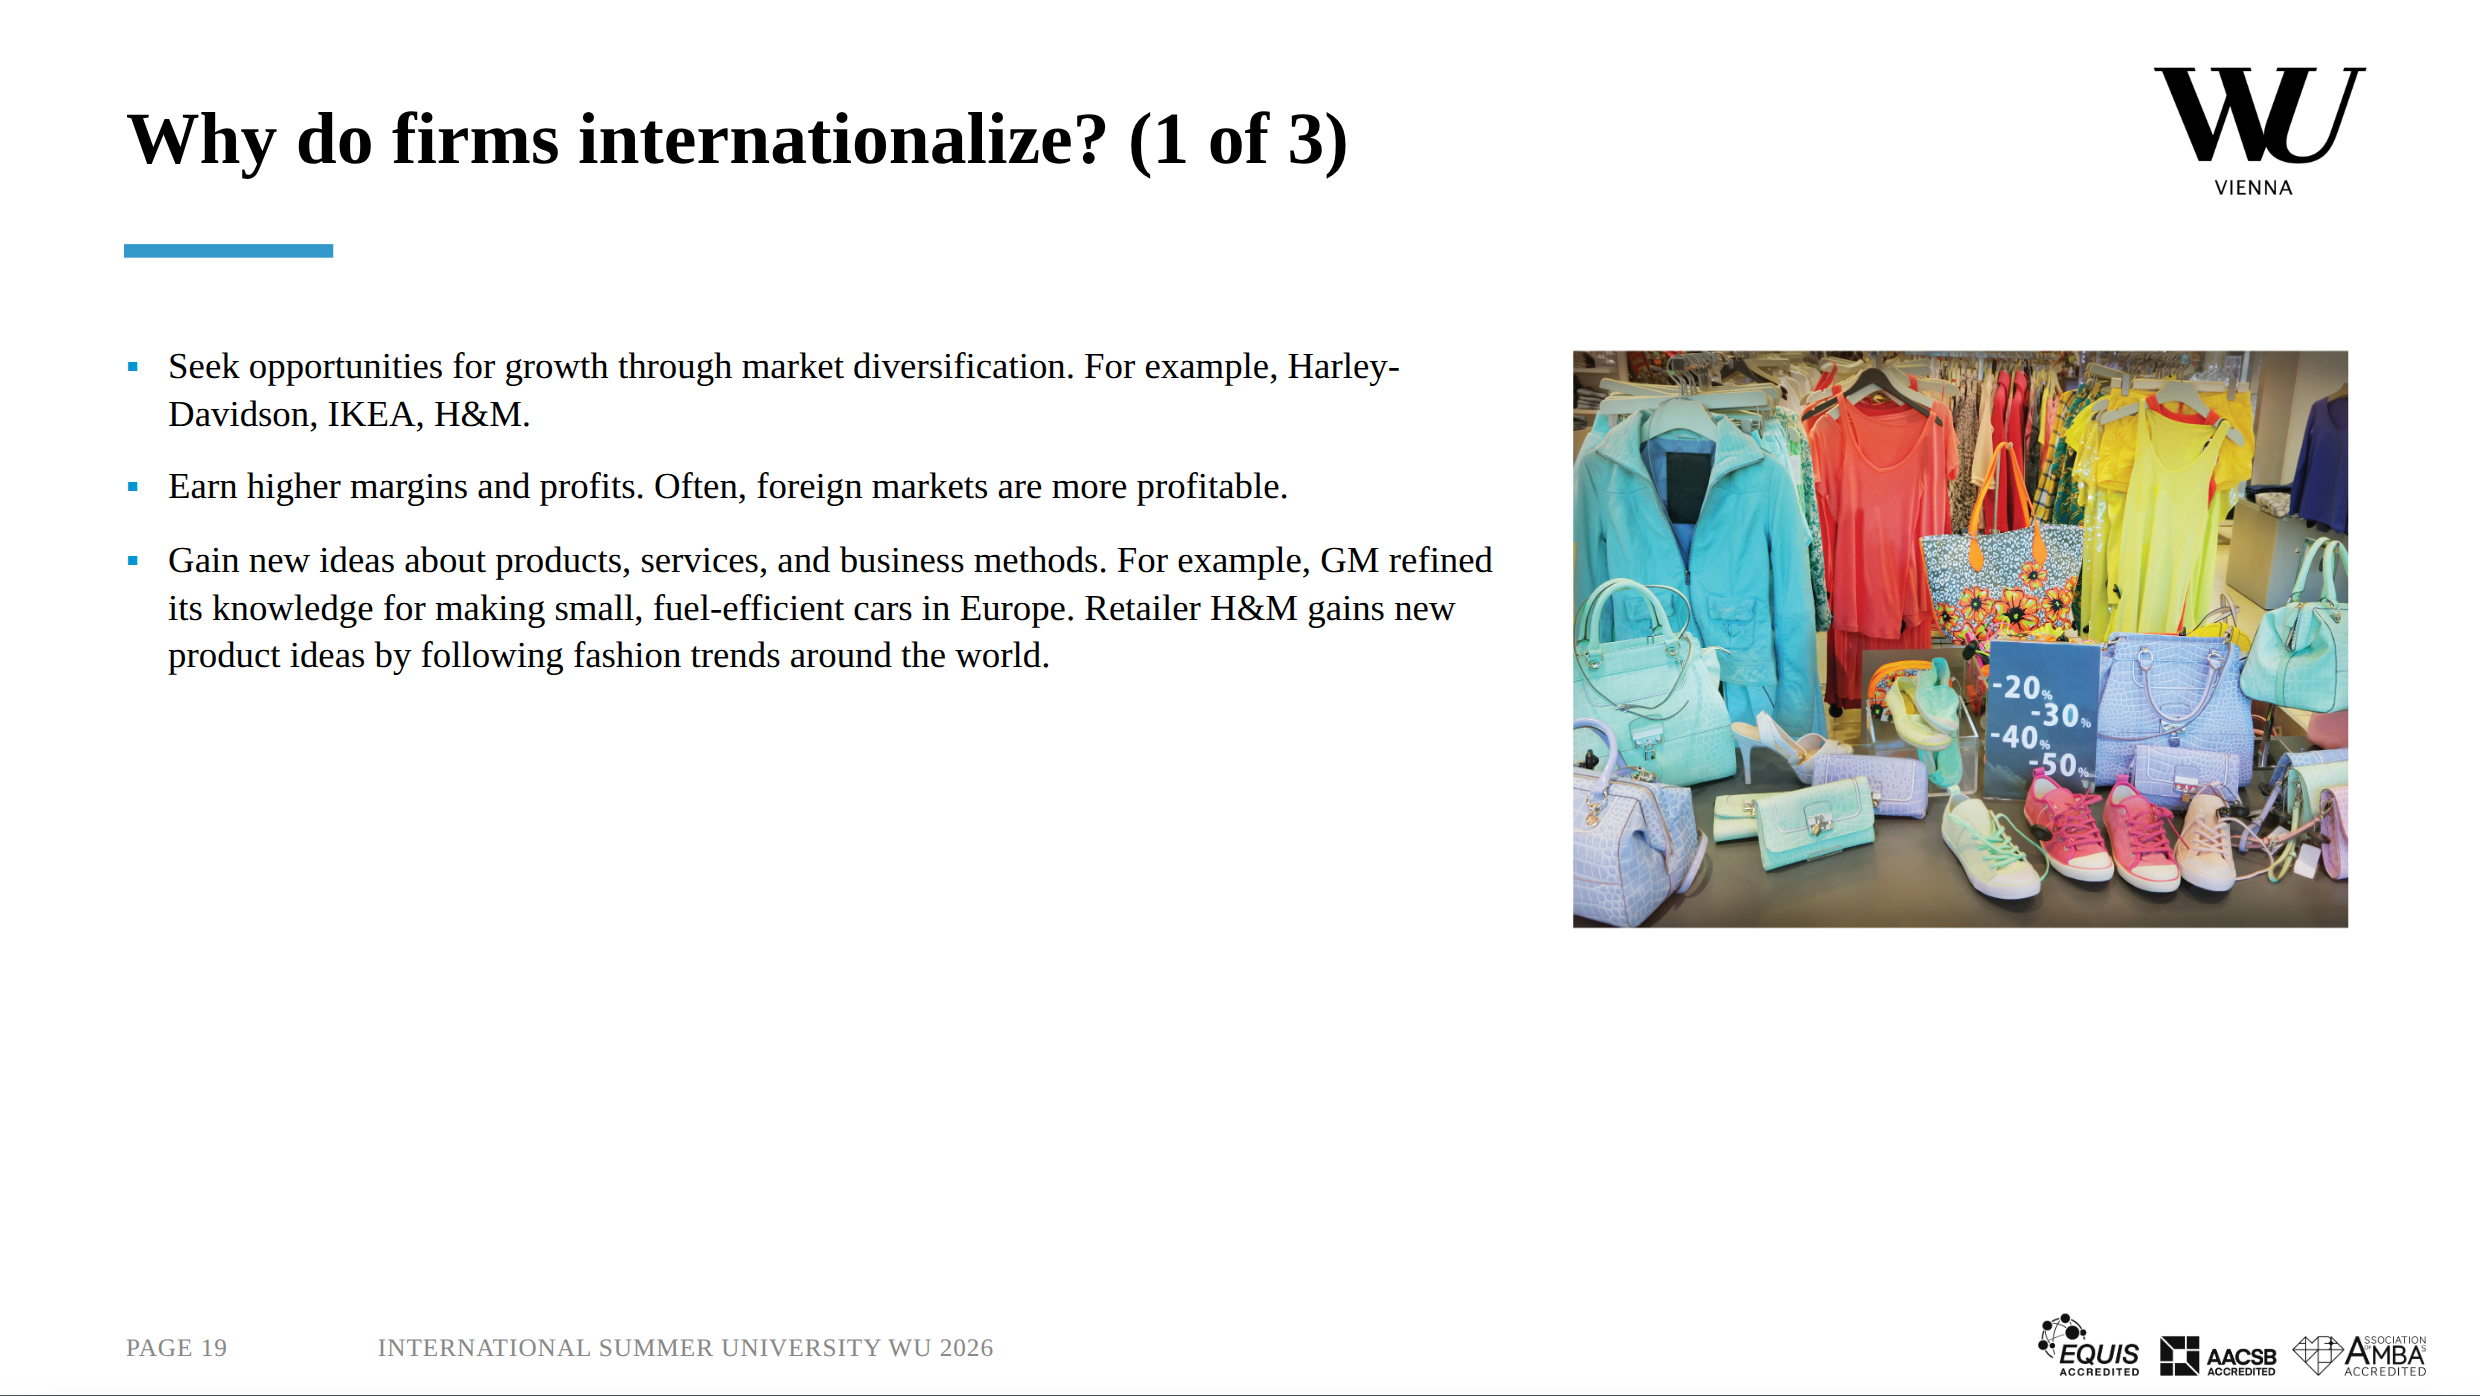 Why do firms internationalize? (1 of 3)
WU
VIENNA
▪ Seek opportunities for growth through market diversification. For example, Harley-
Davidson, IKEA, H&M.
▪ Earn higher margins and profits. Often, foreign markets are more profitable.
▪ Gain new ideas about products, services, and business methods. For example, GM refined
its knowledge for making small, fuel-efficient cars in Europe. Retailer H&M gains new
product ideas by following fashion trends around the world.
-20%
-30%
-40%
-50%
PAGE 19
INTERNATIONAL SUMMER UNIVERSITY WU 2026
EQUIS
ACCREDITED
AACSB
ACCREDITED
ASSOCIATION
OF
AMBAS
ACCREDITED